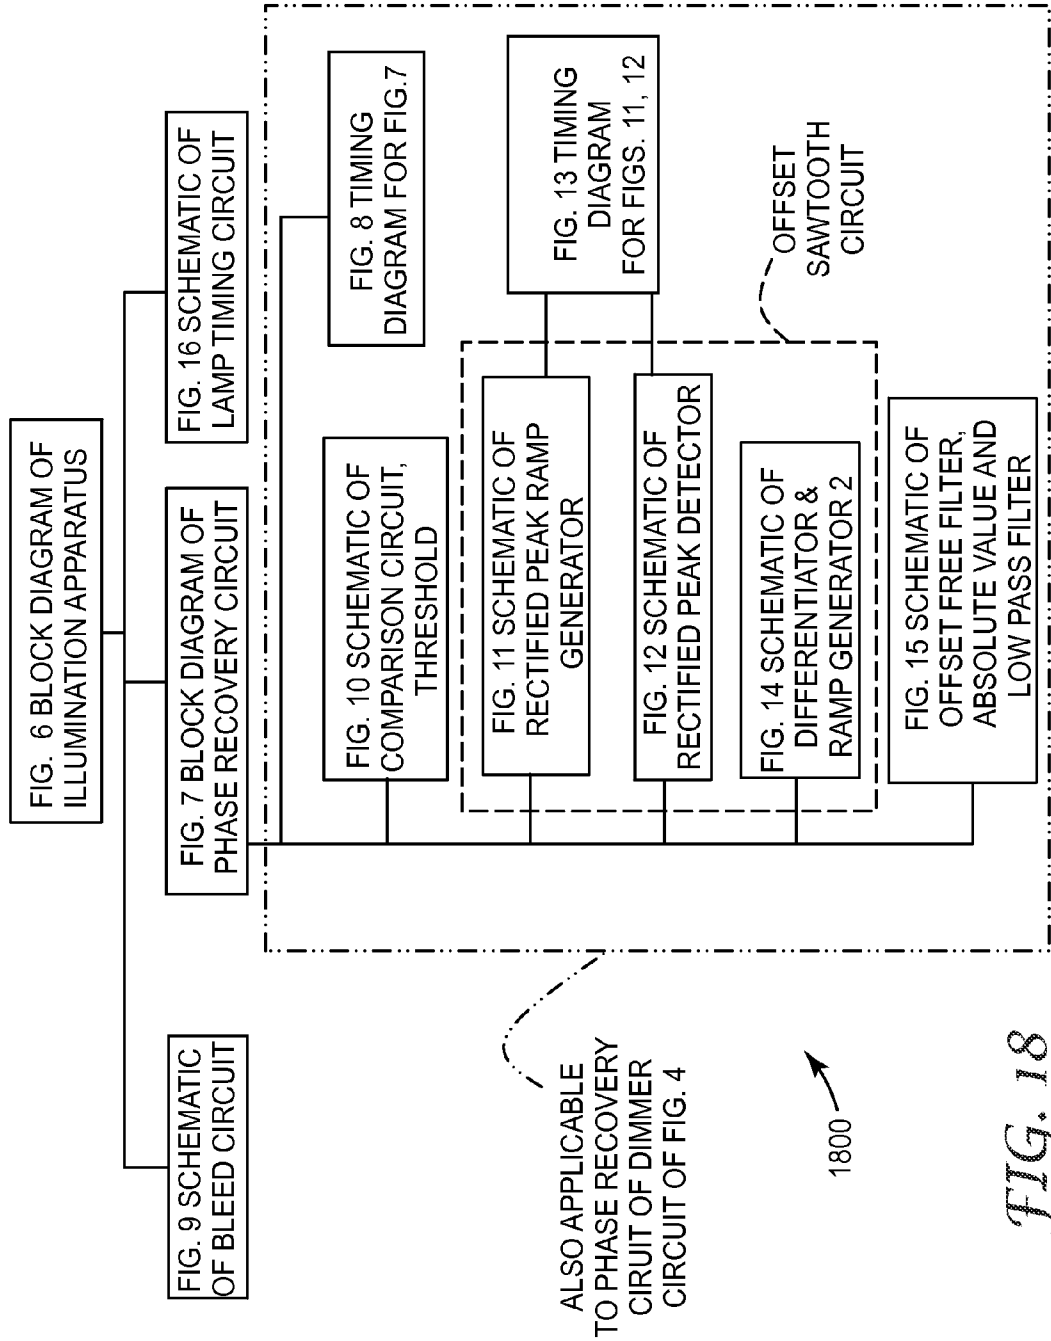 FIG. 6 BLOCK DIAGRAM OF
ILLUMINATION APPARATUS
FIG. 9 SCHEMATIC
OF BLEED CIRCUIT
FIG. 7 BLOCK DIAGRAM OF
PHASE RECOVERY CIRCUIT
FIG. 16 SCHEMATIC OF
LAMP TIMING CIRCUIT
FIG. 8 TIMING
DIAGRAM FOR FIG.7
FIG. 10 SCHEMATIC OF
COMPARISON CIRCUIT,
THRESHOLD
FIG. 11 SCHEMATIC OF
RECTIFIED PEAK RAMP
GENERATOR
FIG. 13 TIMING
DIAGRAM
FOR FIGS. 11, 12
FIG. 12 SCHEMATIC OF
RECTIFIED PEAK DETECTOR
FIG. 14 SCHEMATIC OF
DIFFERENTIATOR &
RAMP GENERATOR 2
OFFSET
SAWTOOTH
CIRCUIT
FIG. 15 SCHEMATIC OF
OFFSET FREE FILTER,
ABSOLUTE VALUE AND
LOW PASS FILTER
ALSO APPLICABLE
TO PHASE RECOVERY
CIRUIT OF DIMMER
CIRCUIT OF FIG. 4
1800
FIG. 18